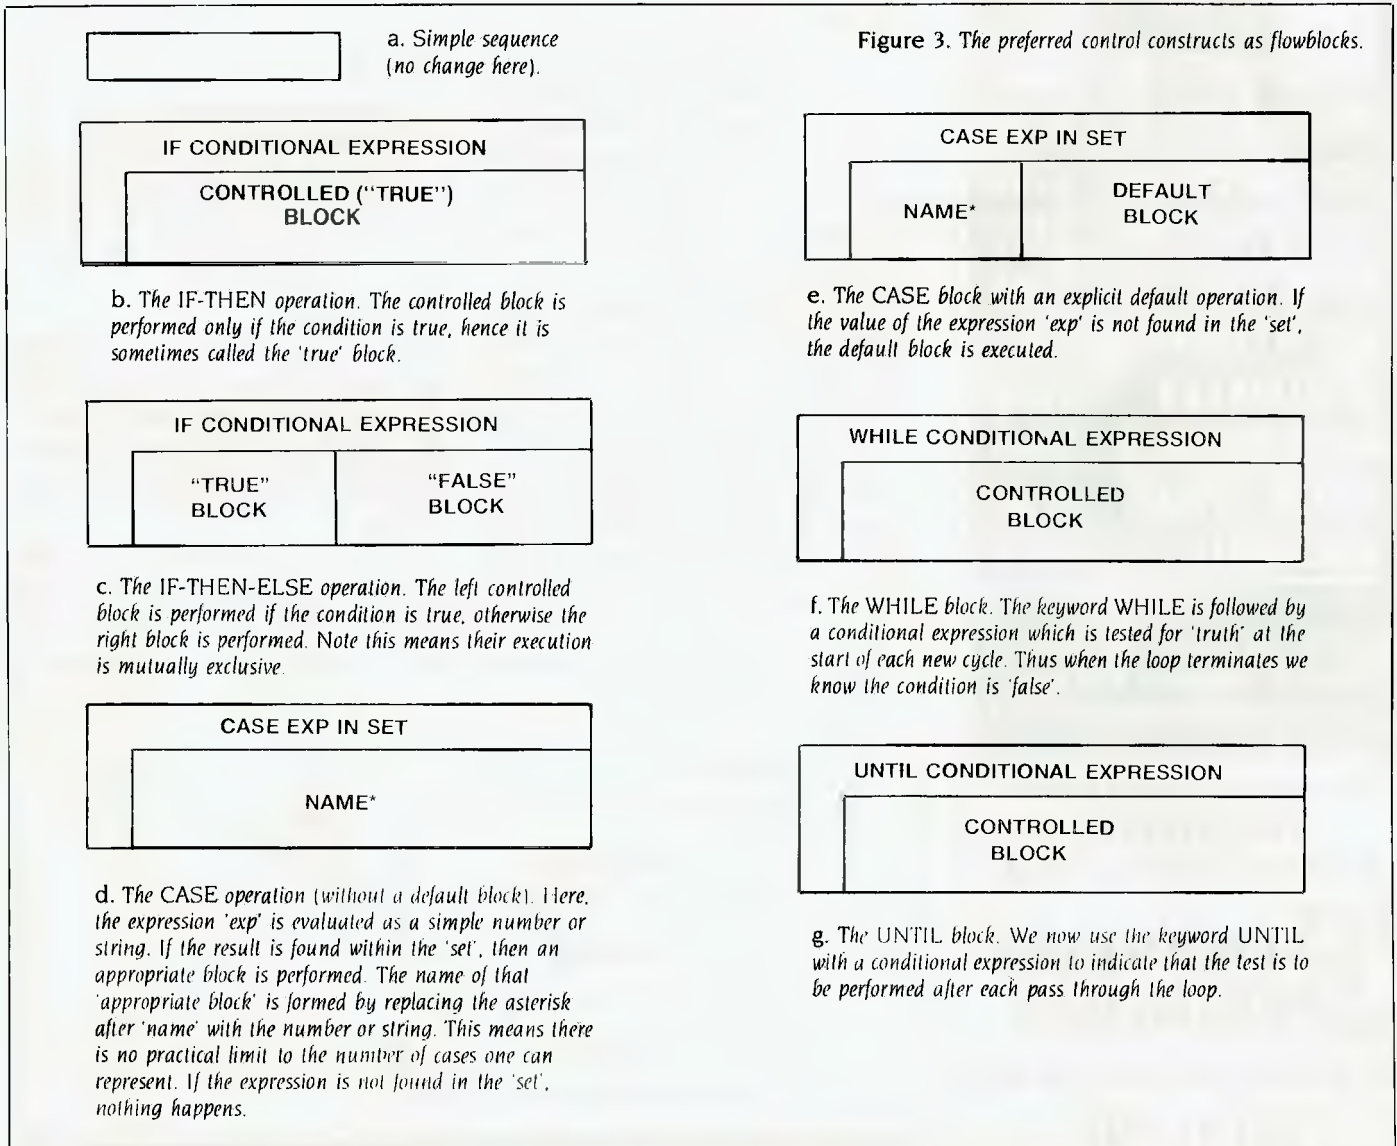 a. Simple sequence
(no change here).
IF CONDITIONAL EXPRESSION
CONTROLLED ("TRUE")
BLOCK
b. The IF-THEN operation. The controlled block is
performed only if the condition is true, hence it is
sometimes called the 'true' block.
IF CONDITIONAL EXPRESSION
"TRUE"
BLOCK
"FALSE"
BLOCK
c. The IF-THEN-ELSE operation. The left controlled
block is performed if the condition is true, otherwise the
right block is performed. Note this means their execution
is mutually exclusive.
CASE EXP IN SET
NAME*
d. The CASE operation (without a default block). Here,
the expression 'exp' is evaluated as a simple number or
string. If the result is found within the 'set', then an
appropriate block is performed. The name of that
'appropriate block' is formed by replacing the asterisk
after 'name' with the number or string. This means there
is no practical limit to the number of cases one can
represent. If the expression is not found in the 'set',
nothing happens.
Figure 3. The preferred control constructs as flowblocks.
CASE EXP IN SET
NAME*
DEFAULT
BLOCK
e. The CASE block with an explicit default operation. If
the value of the expression 'exp' is not found in the 'set',
the default block is executed.
WHILE CONDITIONAL EXPRESSION
CONTROLLED
BLOCK
f. The WHILE block. The keyword WHILE is followed by
a conditional expression which is tested for 'truth' at the
start of each new cycle. Thus when the loop terminates we
know the condition is 'false'.
UNTIL CONDITIONAL EXPRESSION
CONTROLLED
BLOCK
g. The UNTIL block. We now use the keyword UNTIL
with a conditional expression to indicate that the test is to
be performed after each pass through the loop.